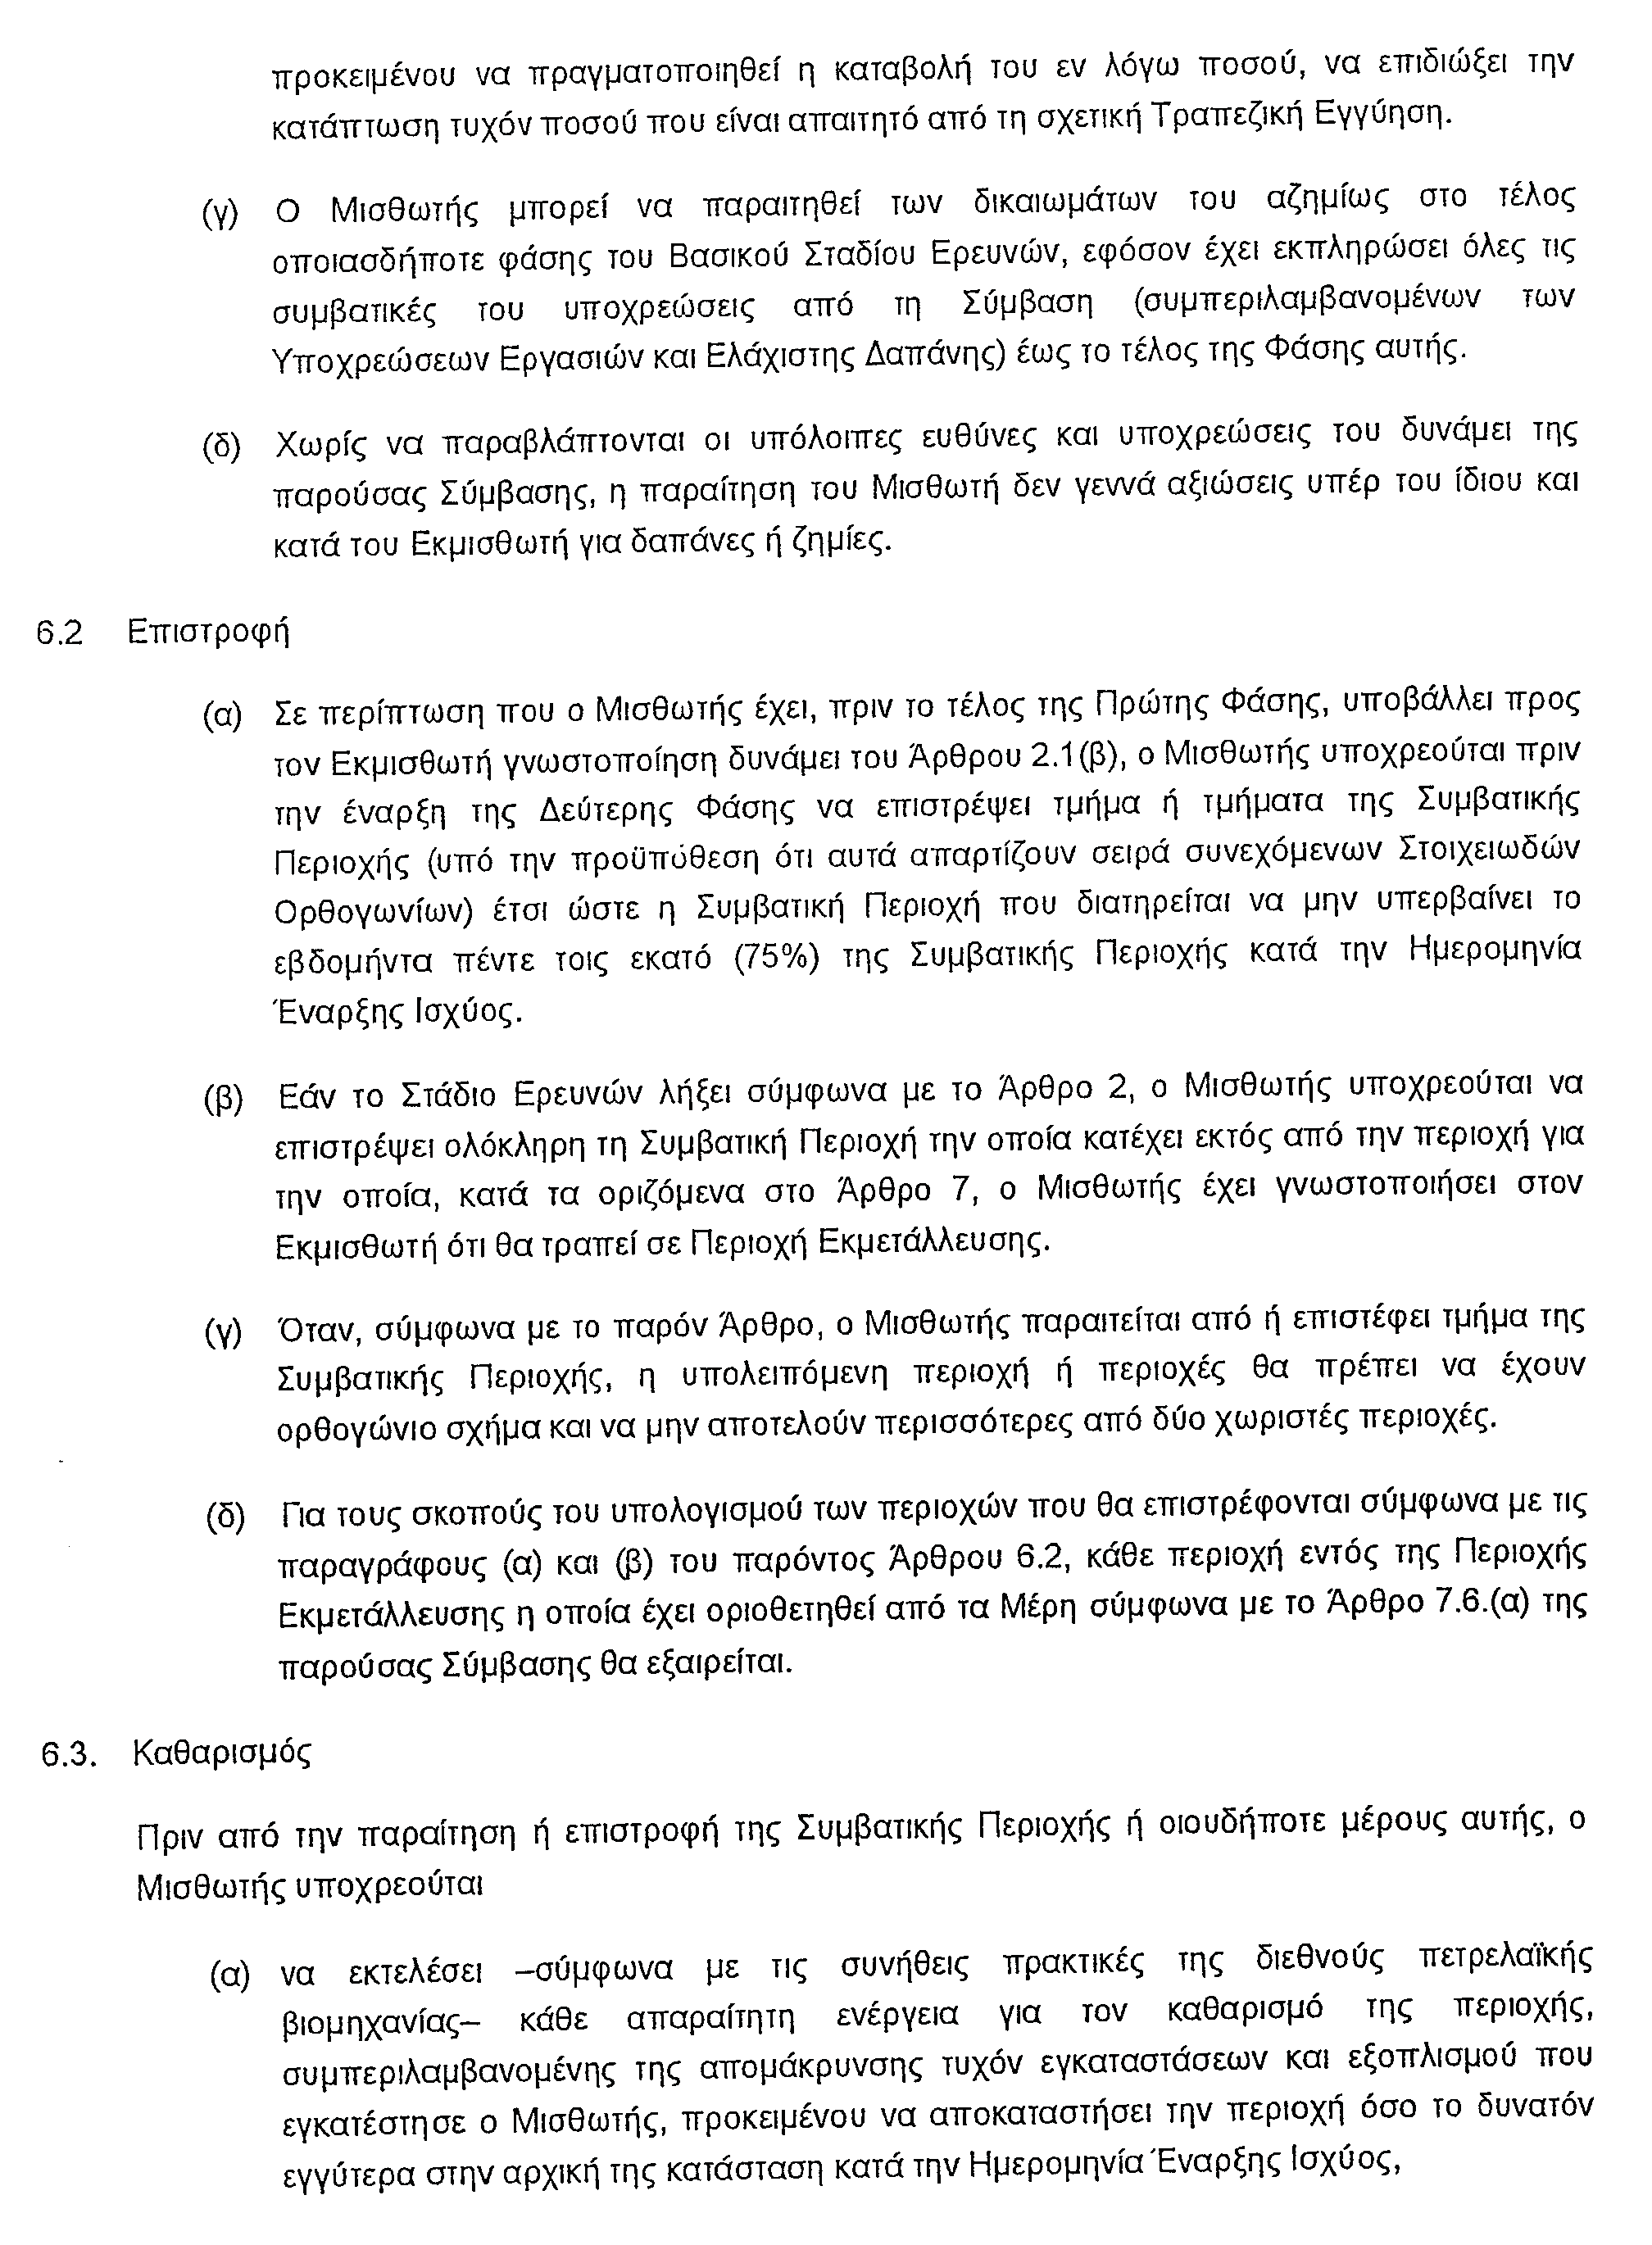 προκειμένου να πραγματοποιηθεί η καταβολή του εν λόγω ποσού, να επιδιώξει την
κατάπτωση τυχόν ποσού που είναι απαιτητό από τη σχετική Τραπεζική Εγγύηση.
(γ) Ο Μισθωτής μπορεί να παραιτηθεί των δικαιωμάτων του αζημίως στο τέλος
οποιασδήποτε φάσης του Βασικού Σταδίου Ερευνών, εφόσον έχει εκπληρώσει όλες τις
συμβατικές του υποχρεώσεις από τη Σύμβαση (συμπεριλαμβανομένων των
Υποχρεώσεων Εργασιών και Ελάχιστης Δαπάνης) έως το τέλος της Φάσης αυτής.
(δ) Χωρίς να παραβλάπτονται οι υπόλοιπες ευθύνες και υποχρεώσεις του δυνάμει της
παρούσας Σύμβασης, η παραίτηση του Μισθωτή δεν γεννά αξιώσεις υπέρ του ίδιου και
κατά του Εκμισθωτή για δαπάνες ή ζημίες.
6.2 Επιστροφή
(α) Σε περίπτωση που ο Μισθωτής έχει, πριν το τέλος της Πρώτης Φάσης, υποβάλλει προς
τον Εκμισθωτή γνωστοποίηση δυνάμει του Άρθρου 2.1(β), ο Μισθωτής υποχρεούται πριν
την έναρξη της Δεύτερης Φάσης να επιστρέψει τμήμα ή τμήματα της Συμβατικής
Περιοχής (υπό την προϋπόθεση ότι αυτά απαρτίζουν σειρά συνεχόμενων Στοιχειωδών
Ορθογωνίων) έτσι ώστε η Συμβατική Περιοχή που διατηρείται να μην υπερβαίνει το
εβδομήντα πέντε τοις εκατό (75%) της Συμβατικής Περιοχής κατά την Ημερομηνία
Έναρξης Ισχύος.
(β) Εάν το Στάδιο Ερευνών λήξει σύμφωνα με το Άρθρο 2, ο Μισθωτής υποχρεούται να
επιστρέψει ολόκληρη τη Συμβατική Περιοχή την οποία κατέχει εκτός από την περιοχή για
την οποία, κατά τα οριζόμενα στο Άρθρο 7, ο Μισθωτής έχει γνωστοποιήσει στον
Εκμισθωτή ότι θα τραπεί σε Περιοχή Εκμετάλλευσης.
(γ) Όταν, σύμφωνα με το παρόν Άρθρο, ο Μισθωτής παραιτείται από ή επιστέφει τμήμα της
Συμβατικής Περιοχής, η υπολειπόμενη περιοχή ή περιοχές θα πρέπει να έχουν
ορθογώνιο σχήμα και να μην αποτελούν περισσότερες από δύο χωριστές περιοχές.
(δ) Για τους σκοπούς του υπολογισμού των περιοχών που θα επιστρέφονται σύμφωνα με τις
παραγράφους (α) και (β) του παρόντος Άρθρου 6.2, κάθε περιοχή εντός της Περιοχής
Εκμετάλλευσης η οποία έχει οριοθετηθεί από τα Μέρη σύμφωνα με το Άρθρο 7.6.(α) της
παρούσας Σύμβασης θα εξαιρείται.
6.3. Καθαρισμός
Πριν από την παραίτηση ή επιστροφή της Συμβατικής Περιοχής ή οιουδήποτε μέρους αυτής, ο
Μισθωτής υποχρεούται
(α) να εκτελέσει –σύμφωνα με τις συνήθεις πρακτικές της διεθνούς πετρελαϊκής
βιομηχανίας– κάθε απαραίτητη ενέργεια για τον καθαρισμό της περιοχής,
συμπεριλαμβανομένης της απομάκρυνσης τυχόν εγκαταστάσεων και εξοπλισμού που
εγκατέστησε ο Μισθωτής, προκειμένου να αποκαταστήσει την περιοχή όσο το δυνατόν
εγγύτερα στην αρχική της κατάσταση κατά την Ημερομηνία Έναρξης Ισχύος,